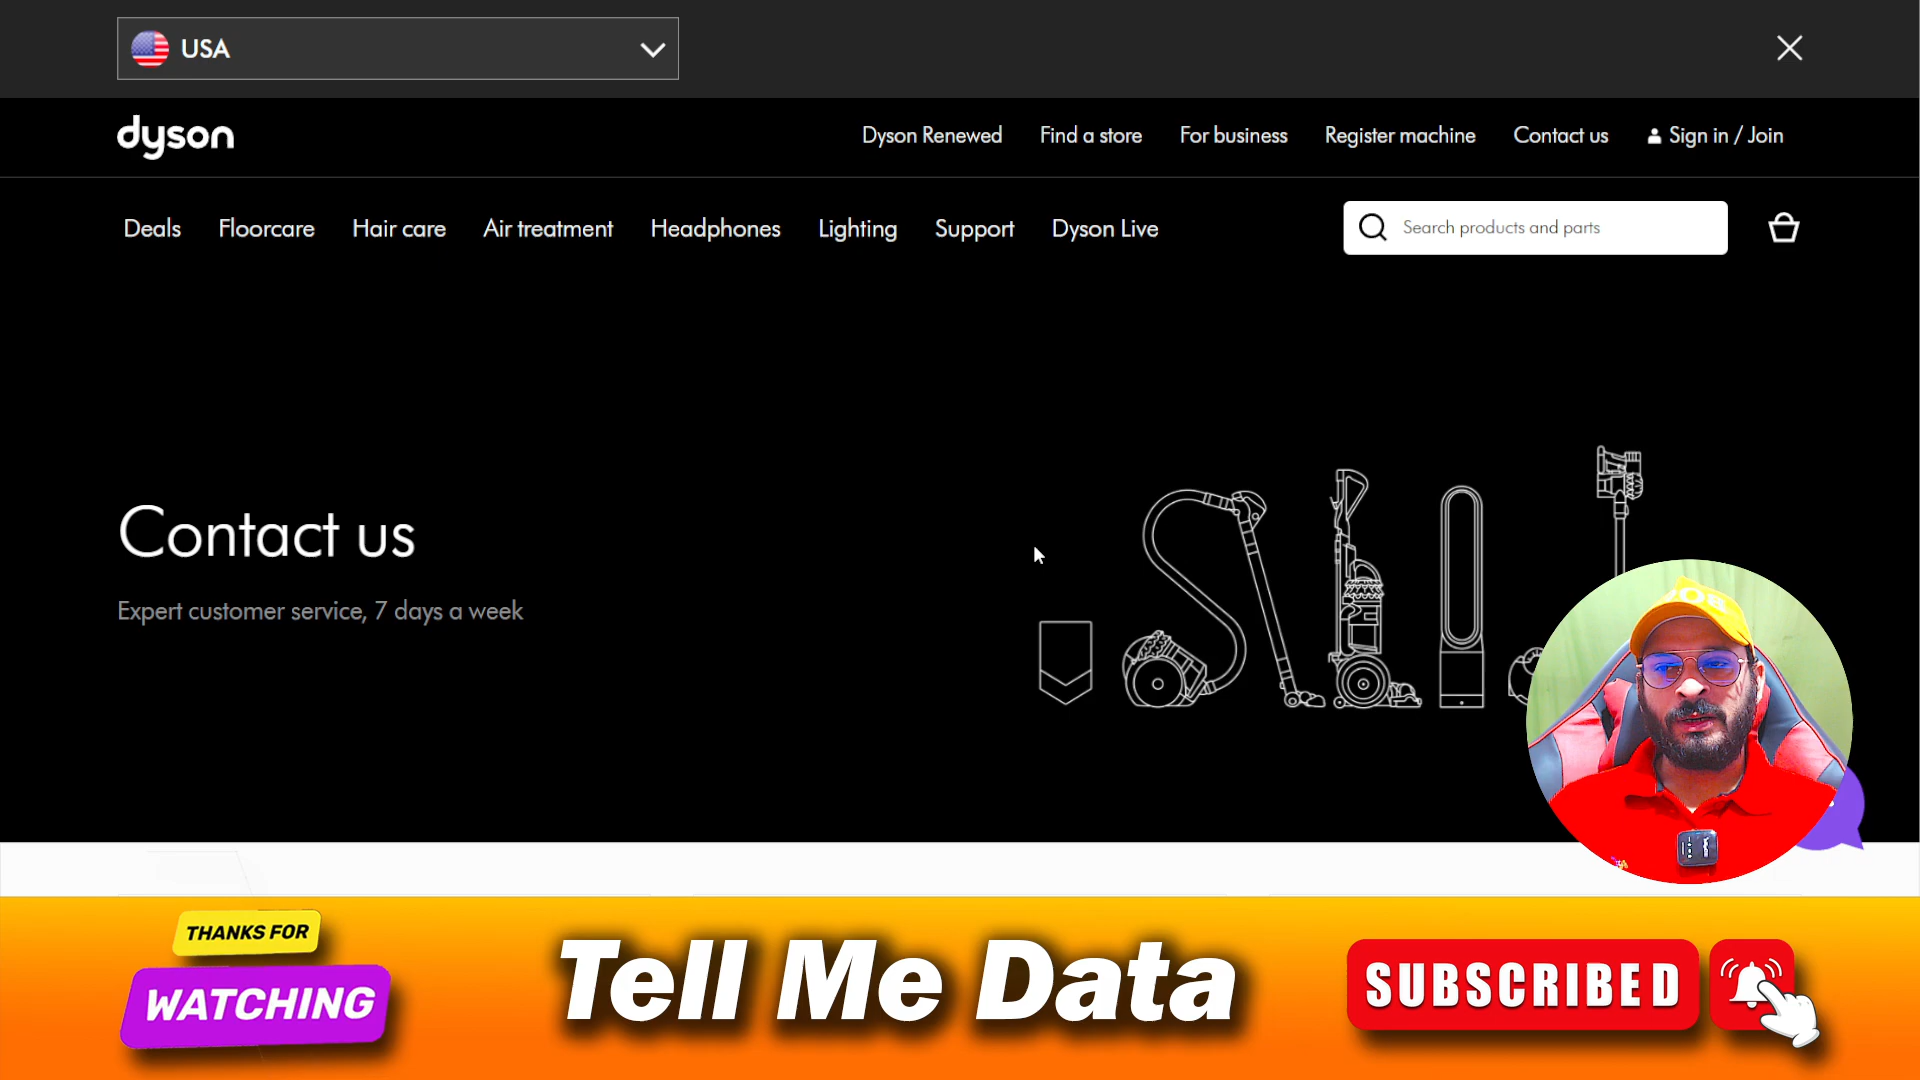 USA
dyson
Dyson Renewed Find a store For business Register machine Contact us Sign in / Join
Deals Floorcare Hair care Air treatment Headphones Lighting Support Dyson Live
Search products and parts
Contact us
Expert customer service, 7 days a week
THANKS FOR
WATCHING
Tell Me Data
SUBSCRIBED